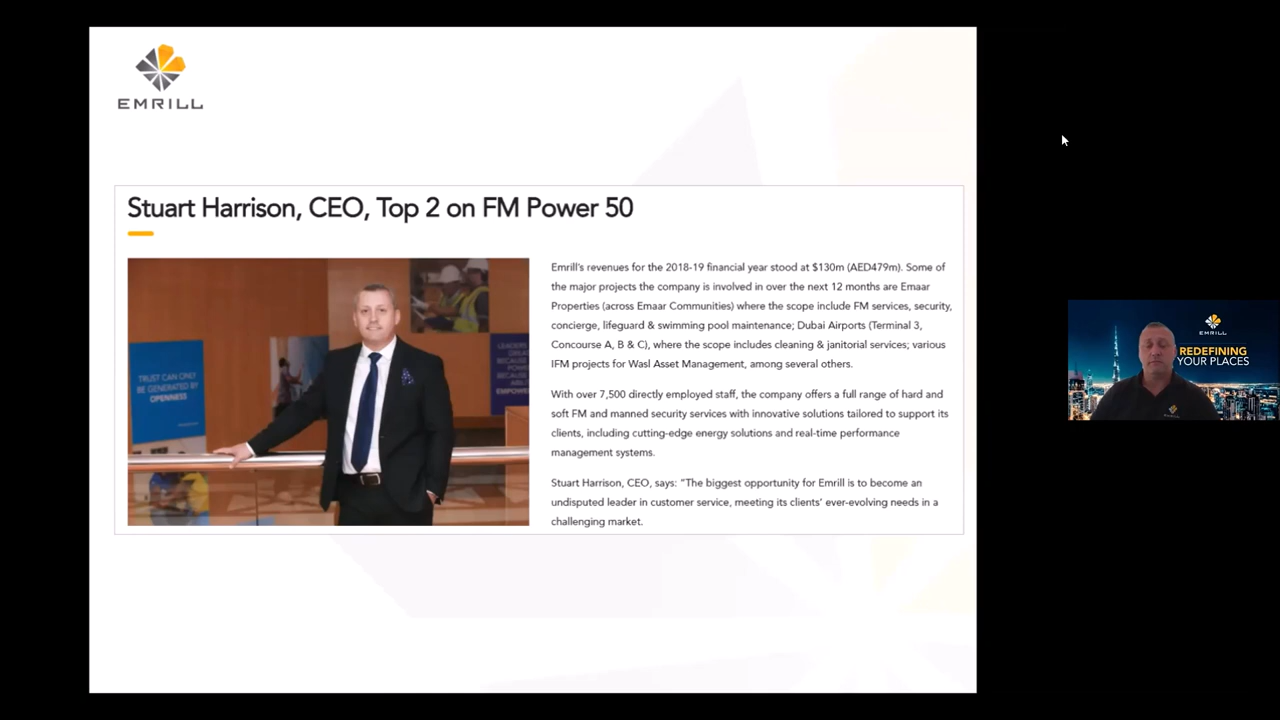 EMRILL
Stuart Harrison, CEO, Top 2 on FM Power 50
Emrill's revenues for the 2018-19 financial year stood at $130m (AED479m). Some of
the major projects the company is involved in over the next 12 months are Emaar
Properties (across Emaar Communities) where the scope include FM services, security,
concierge, lifeguard & swimming pool maintenance; Dubai Airports (Terminal 3,
Concourse A, B & C), where the scope includes cleaning & janitorial services; various
IFM projects for Wasl Asset Management, among several others.
With over 7,500 directly employed staff, the company offers a full range of hard and
soft FM and manned security services with innovative solutions tailored to support its
clients, including cutting-edge energy solutions and real-time performance
management systems.
Stuart Harrison, CEO, says: “The biggest opportunity for Emrill is to become an
undisputed leader in customer service, meeting its clients’ ever-evolving needs in a
challenging market.
TRUST CAN ONLY
BE GENERATED BY
OPENNESS
LEADERS
BECAUSE
POWE
BECAUSE
ABILIT
EMPOWER
EMRILL
REDEFINING
YOUR PLACES